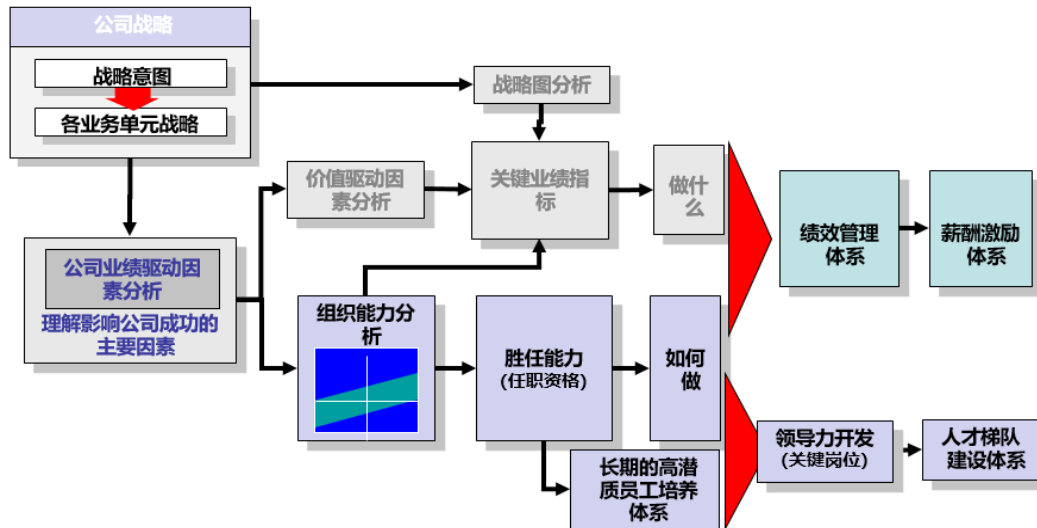 公司战略
战略意图
各业务单元战略
战略图分析
价值驱动因
素分析
关键业绩指
标
做什
么
绩效管理
体系
薪酬激励
体系
公司业绩驱动因
素分析
理解影响公司成功的
主要因素
组织能力分
析
胜任能力
(任职资格)
如何
做
领导力开发
(关键岗位)
人才梯队
建设体系
长期的高潜
质员工培养
体系